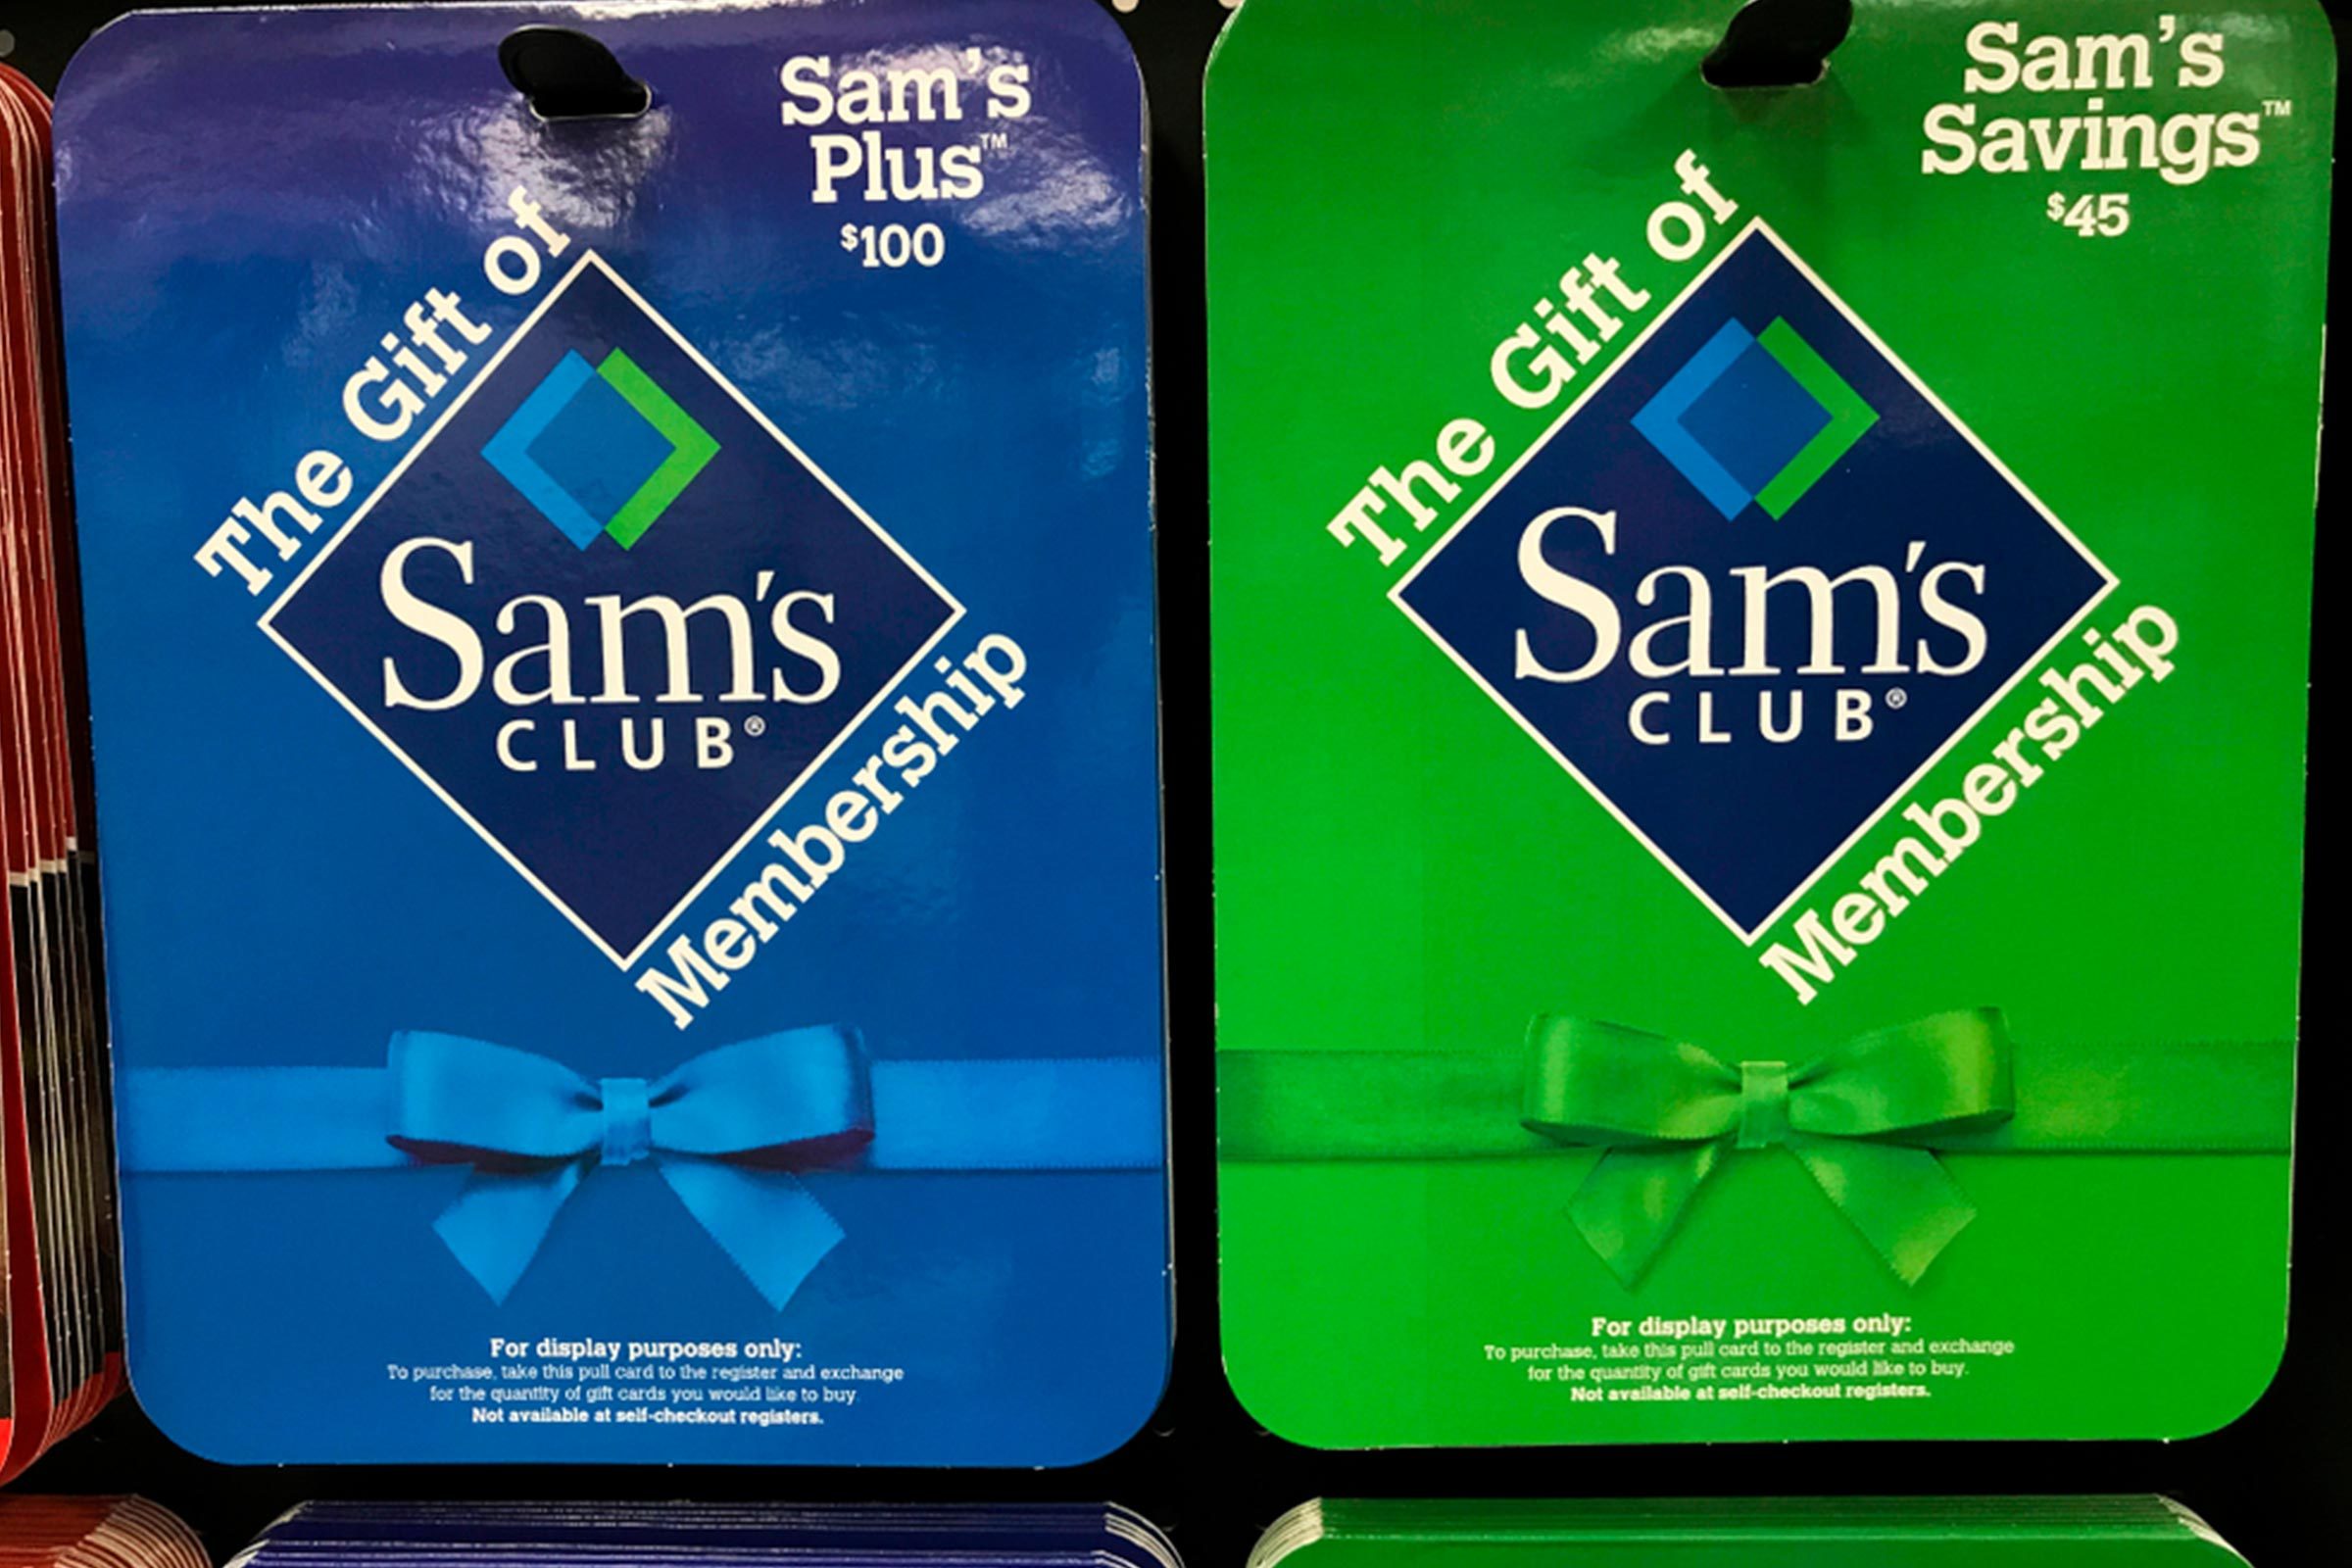 Sam's
Plus™
$100
The Gift of
Sam's
CLUB®
Membership
For display purposes only:
To purchase, take this pull card to the register and exchange
for the quantity of gift cards you would like to buy.
Not available at self-checkout registers.
Sam's
Savings™
$45
The Gift of
Sam's
CLUB®
Membership
For display purposes only:
To purchase, take this pull card to the register and exchange
for the quantity of gift cards you would like to buy.
Not available at self-checkout registers.